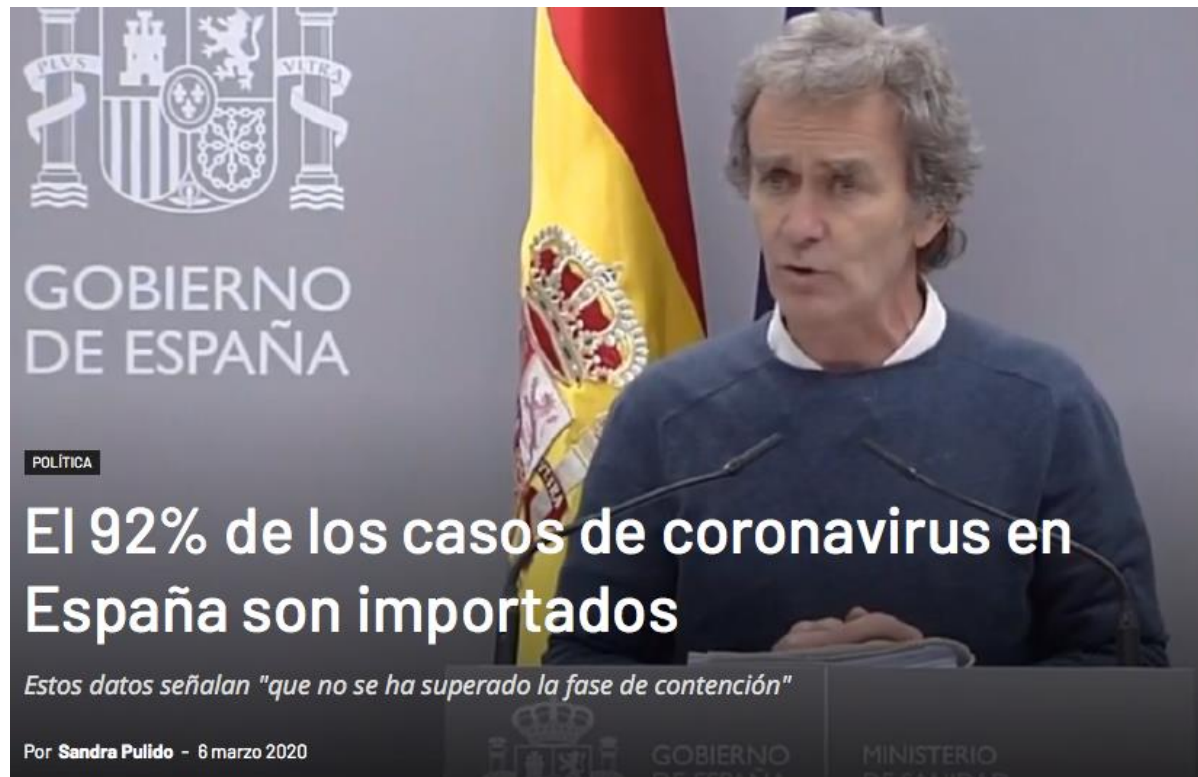 PLVS
VLTRA
GOBIERNO
DE ESPAÑA
POLÍTICA
El 92% de los casos de coronavirus en
España son importados
Estos datos señalan "que no se ha superado la fase de contención"
Por Sandra Pulido - 6 marzo 2020
GOBIERNO
MINISTERIO